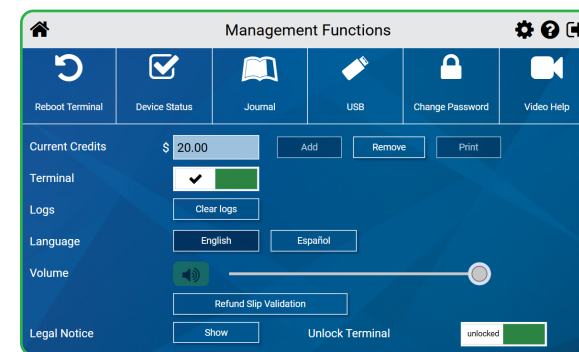 Management Functions
Reboot Terminal Device Status Journal USB Change Password Video Help
Current Credits $ 20.00 Add Remove Print
Terminal
Logs Clear logs
Language English Español
Volume
Refund Slip Validation
Legal Notice Show Unlock Terminal unlocked